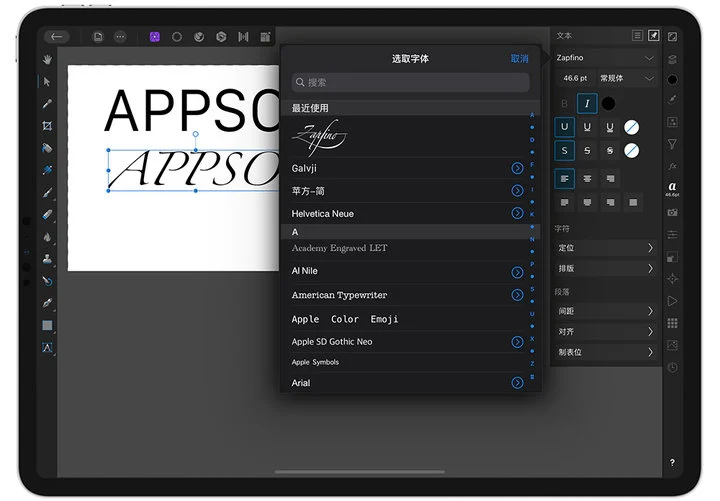 APPSO
APPSO
选取字体
取消
搜索
最近使用
Zapfino
Galvji
苹方-简
Helvetica Neue
A
Academy Engraved LET
Al Nile
American Typewriter
Apple Color Emoji
Apple SD Gothic Neo
Apple Symbols
Arial
A
D
F
I
K
N
P
S
U
X
Z
#
文本
Zapfino
46.6 pt 常规体
B I
U U U
S S S
字符
定位
排版
段落
间距
对齐
制表位
fx
a
46.6pt
A
?